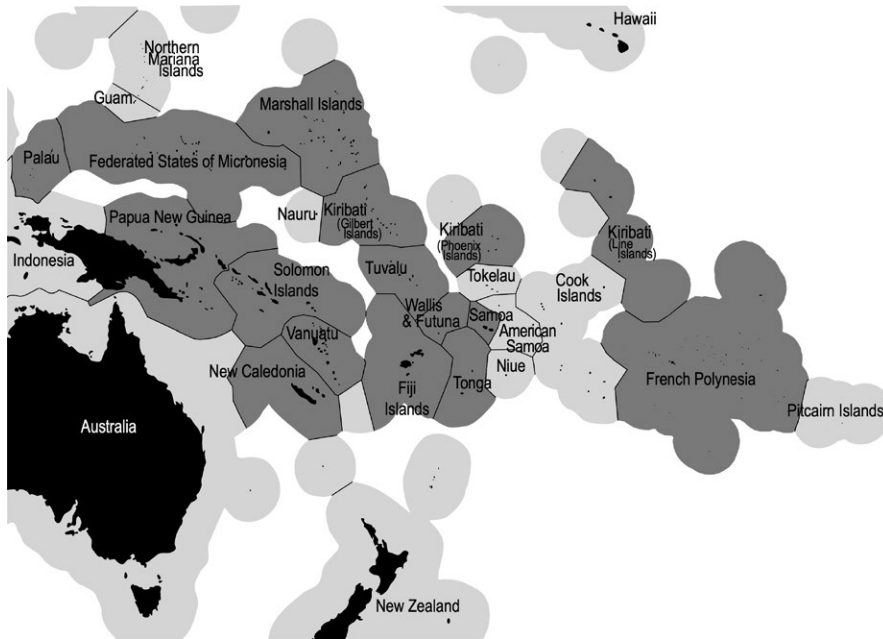 Hawaii
Northern
Mariana
Islands
Guam
Marshall Islands
Palau
Federated States of Micronesia
Papua New Guinea
Nauru
Kiribati
(Gilbert
Islands)
Kiribati
(Phoenix
Islands)
Kiribati
(Line
Islands)
Indonesia
Solomon
Islands
Tuvalu
Tokelau
Cook
Islands
Wallis
& Futuna
Samoa
American
Samoa
Vanuatu
New Caledonia
Fiji
Islands
Tonga
Niue
French Polynesia
Pitcairn Islands
Australia
New Zealand